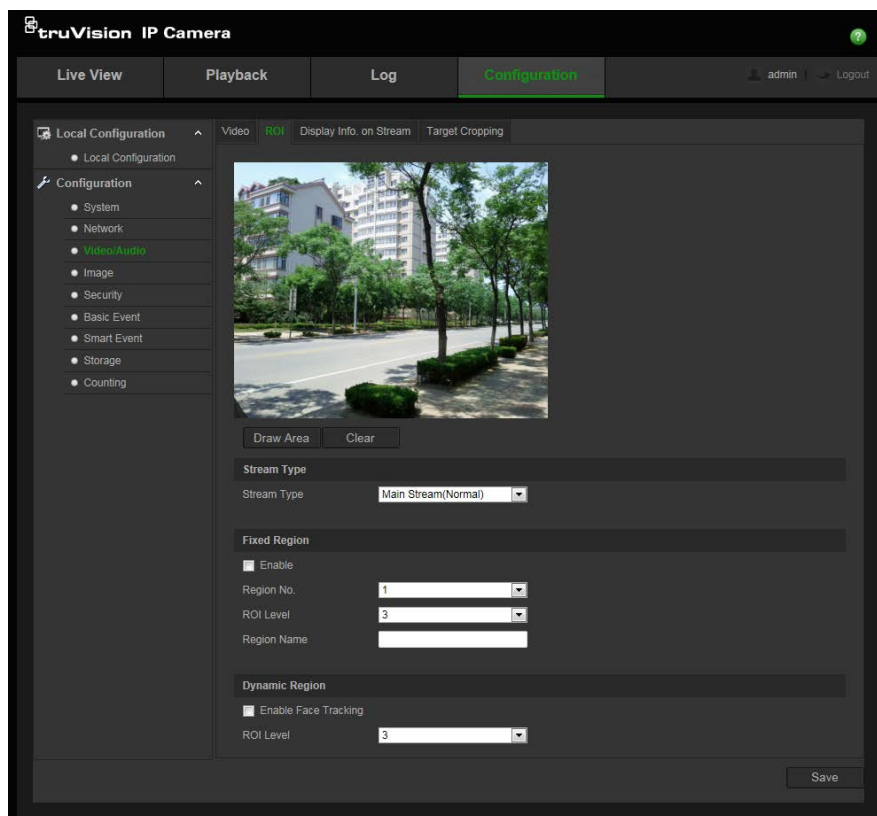 truVision IP Camera
?
Live View Playback Log Configuration admin | Logout
Local Configuration
Local Configuration
Configuration
System
Network
Video/Audio
Image
Security
Basic Event
Smart Event
Storage
Counting
Video ROI Display Info. on Stream Target Cropping
Draw Area Clear
Stream Type
Stream Type Main Stream(Normal)
Fixed Region
Enable
Region No. 1
ROI Level 3
Region Name
Dynamic Region
Enable Face Tracking
ROI Level 3
Save